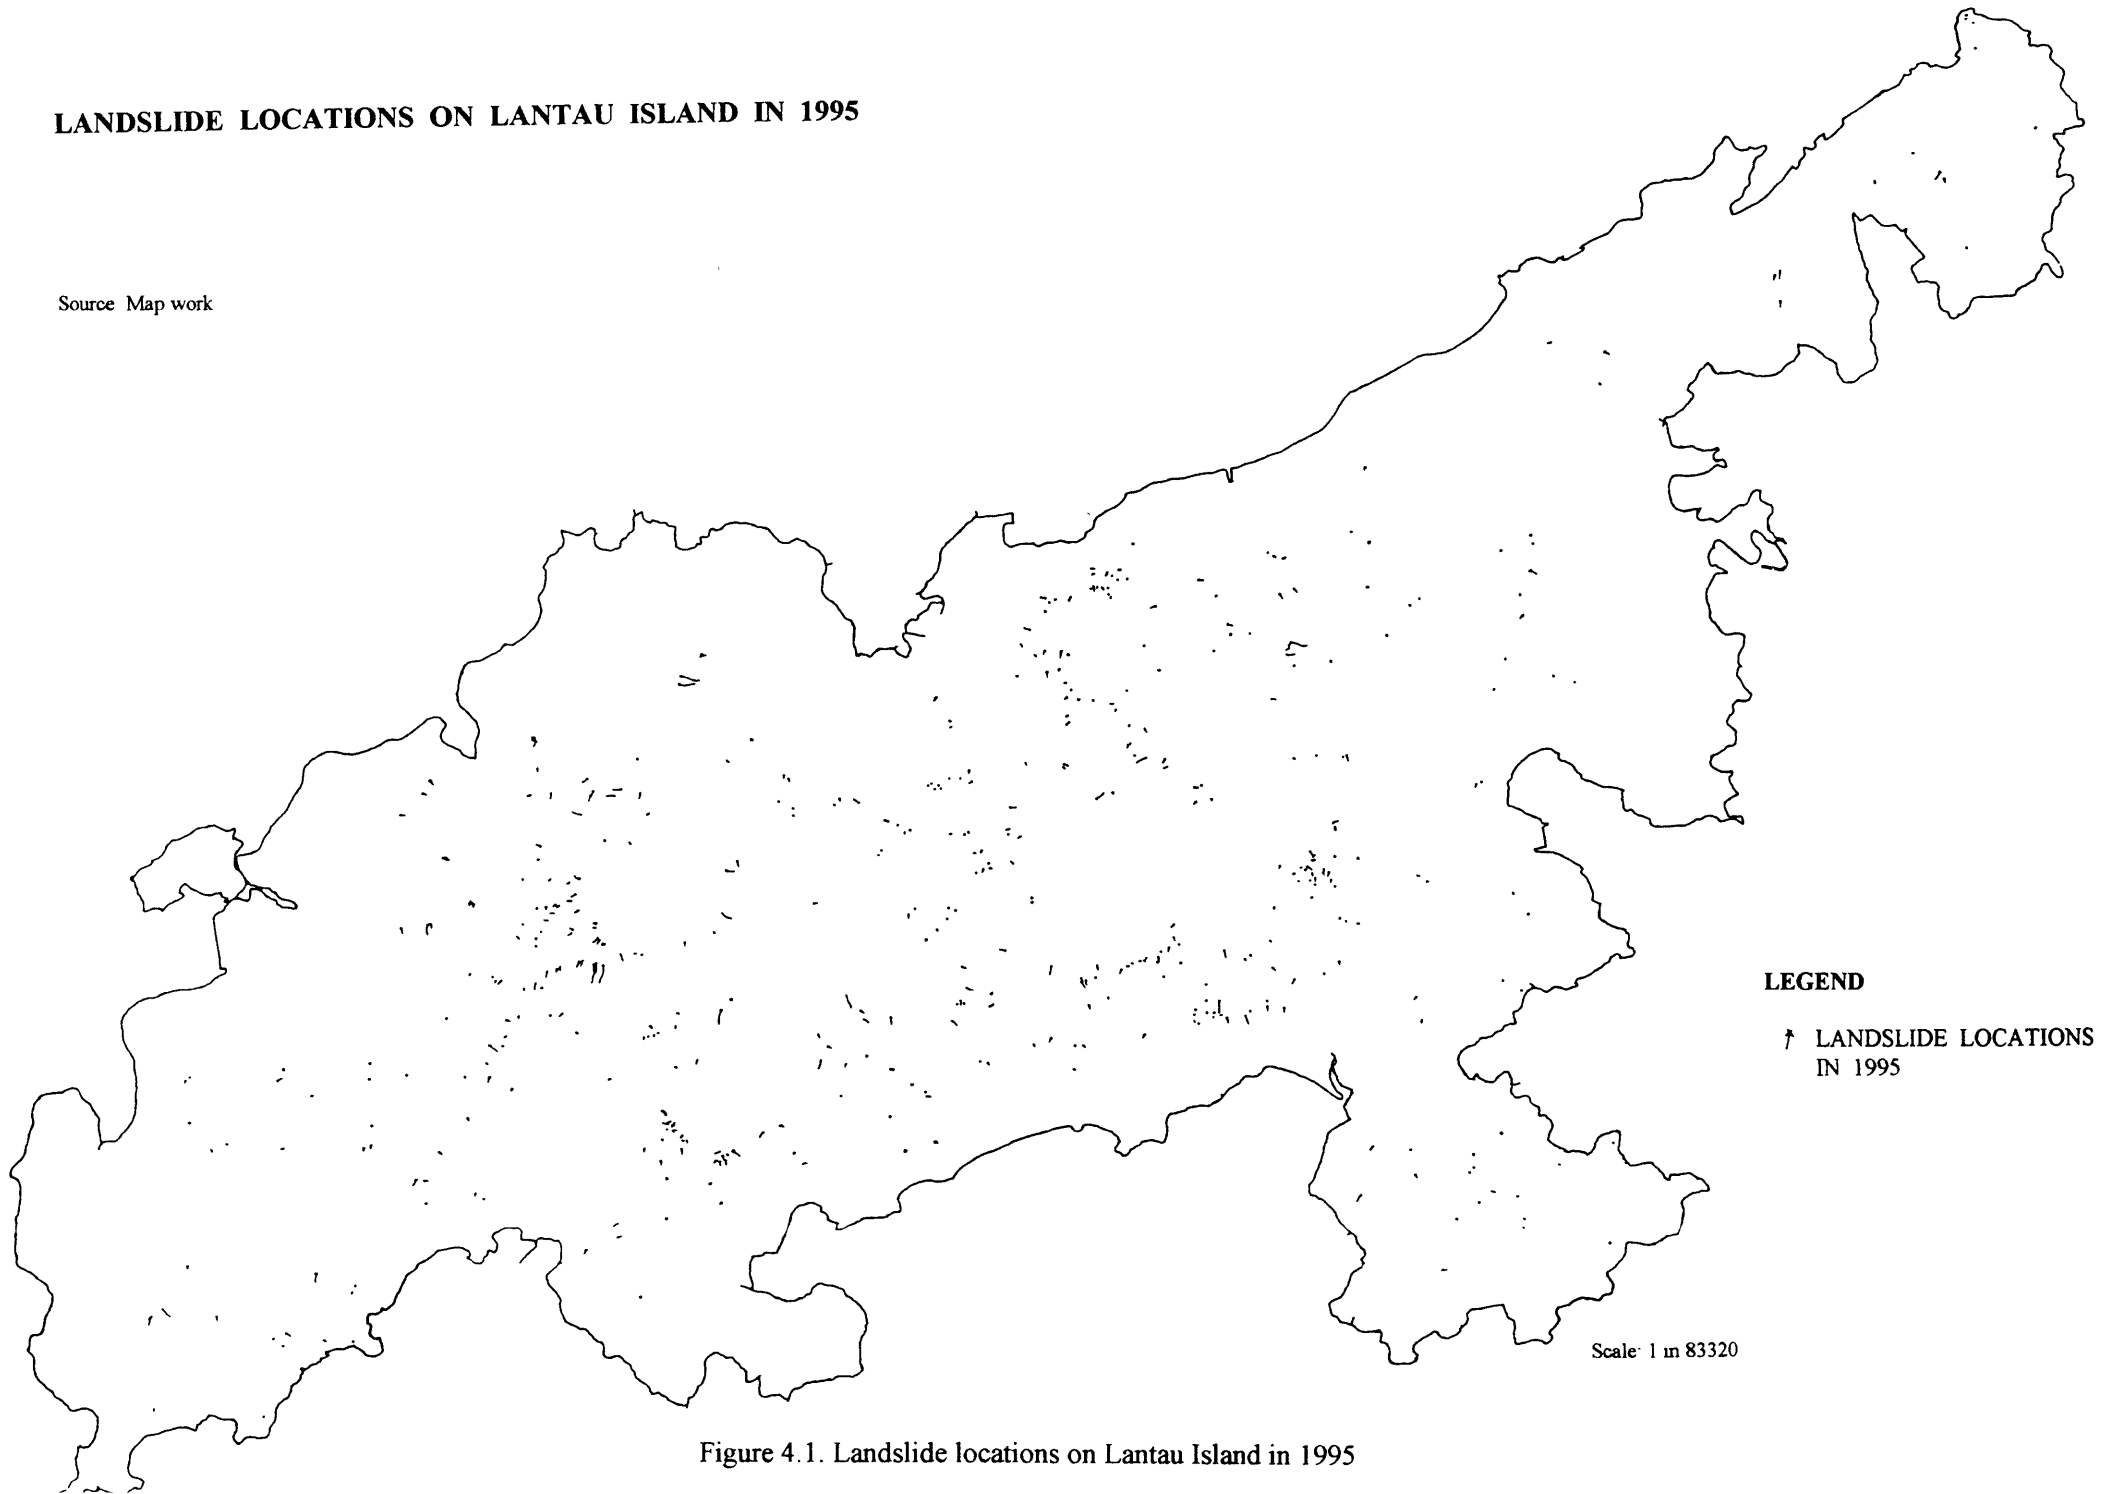 LANDSLIDE LOCATIONS ON LANTAU ISLAND IN 1995
Source Map work
LEGEND
LANDSLIDE LOCATIONS
IN 1995
Scale: 1 in 83320
Figure 4.1. Landslide locations on Lantau Island in 1995